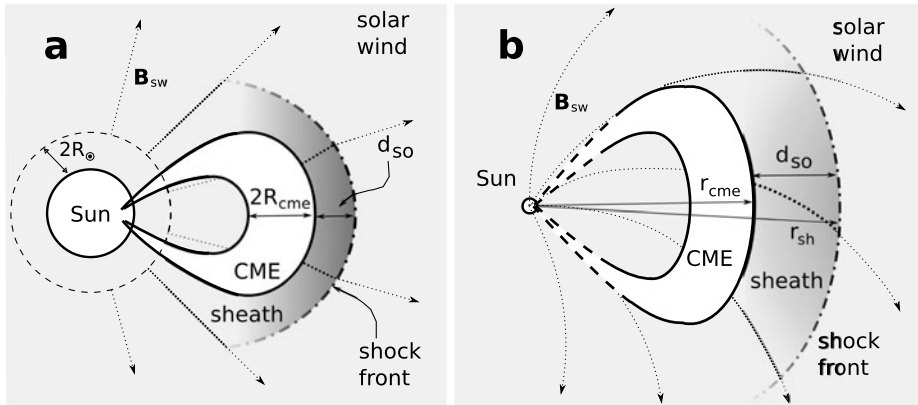 a
solar
wind
B_sw
2R_☉
Sun
2R_cme
d_so
CME
sheath
shock
front
b
solar
wind
B_sw
Sun
d_so
r_cme
r_sh
CME
sheath
shock
front